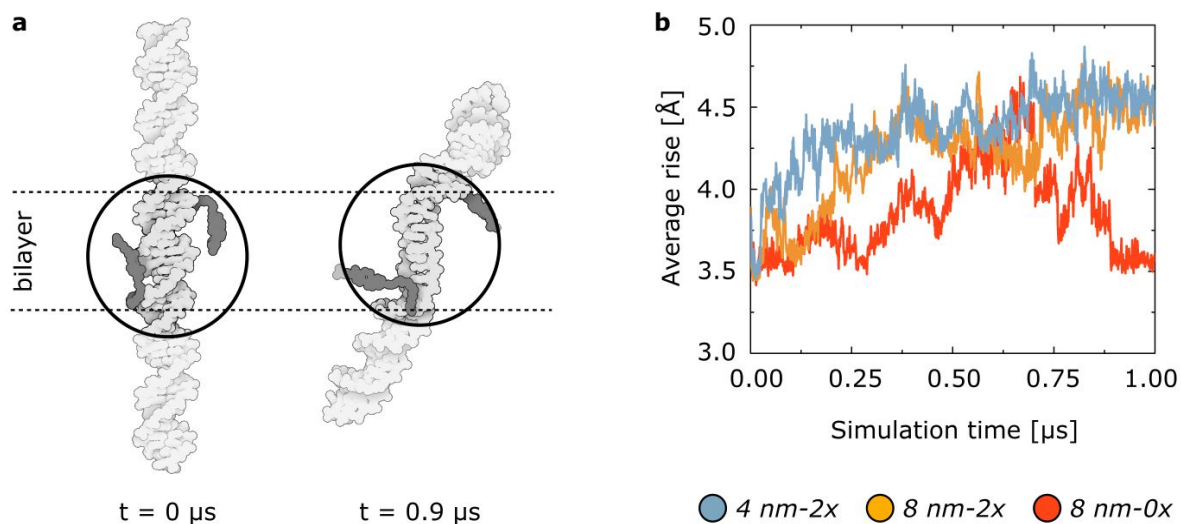 a
bilayer
t = 0 µs
t = 0.9 µs
b
Average rise [Å]
5.0
4.5
4.0
3.5
3.0
0.00 0.25 0.50 0.75 1.00
Simulation time [µs]
4 nm-2x 8 nm-2x 8 nm-0x